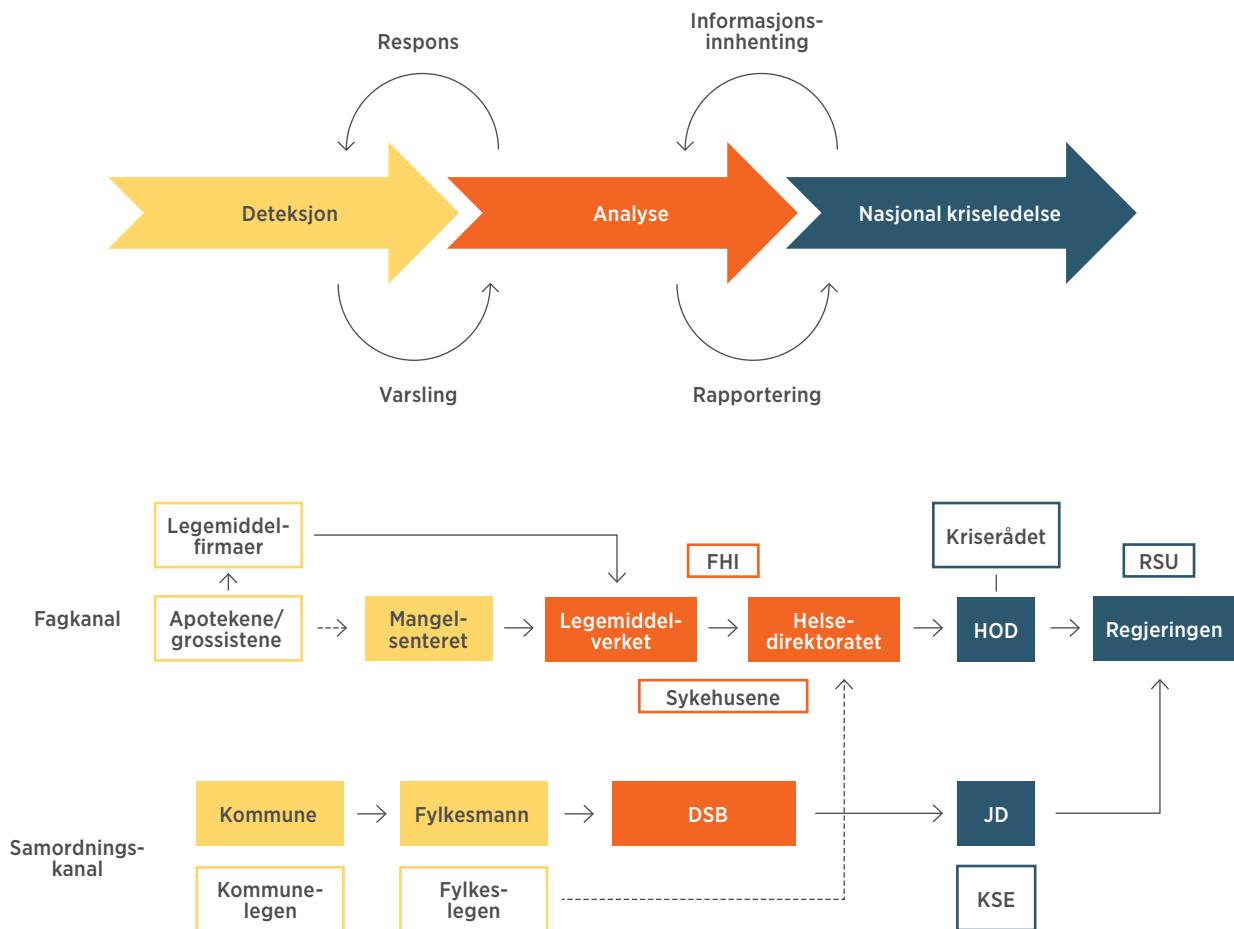 Respons
Informasjons-
innhenting
Deteksjon
Analyse
Nasjonal kriseledelse
Varsling
Rapportering
Legemiddel-
firmaer
FHI
Kriserådet
RSU
Fagkanal
Apotekene/
grossistene
Mangel-
senteret
Legemiddel-
verket
Helse-
direktoratet
HOD
Regjeringen
Sykehusene
Samordnings-
kanal
Kommune
Fylkesmann
DSB
JD
Kommune-
legen
Fylkes-
legen
KSE